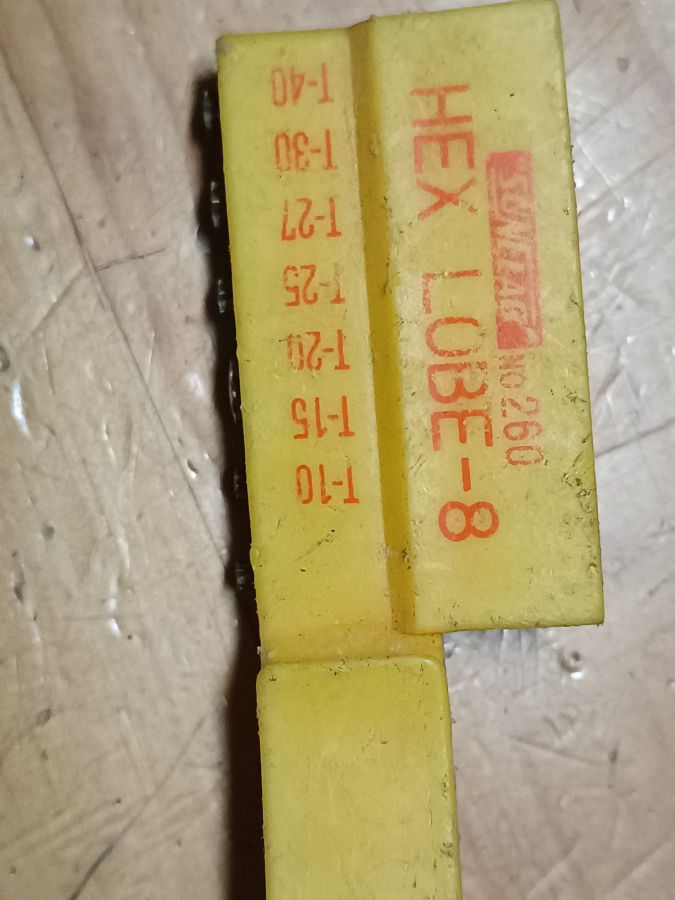 HEX LOBE-8
SUNFLAG NO 260
T-40
T-30
T-27
T-25
T-20
T-15
T-10